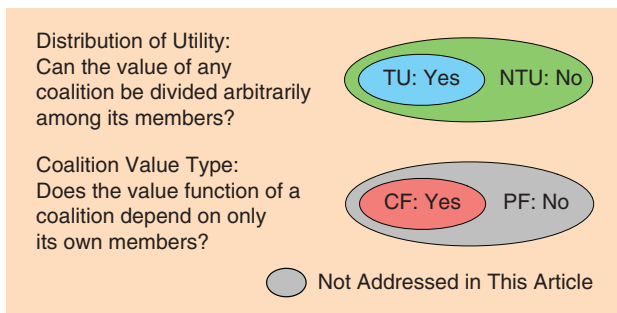 Distribution of Utility:
Can the value of any
coalition be divided arbitrarily
among its members?
TU: Yes
NTU: No
Coalition Value Type:
Does the value function of a
coalition depend on only
its own members?
CF: Yes
PF: No
Not Addressed in This Article